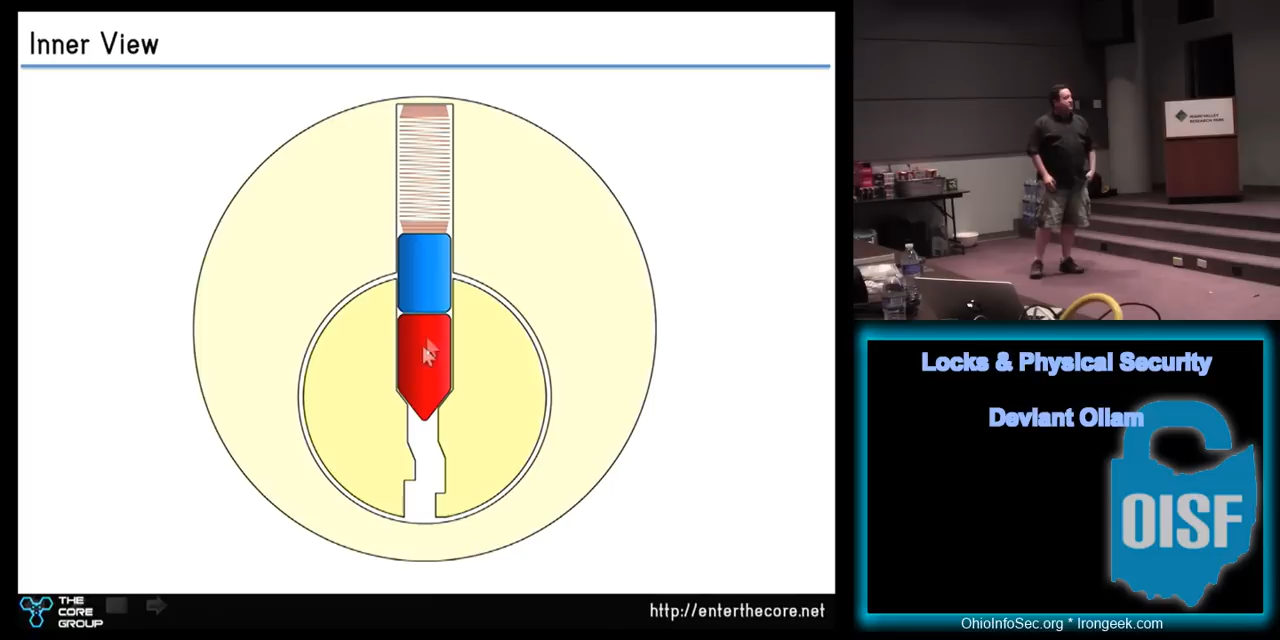 Inner View
THE
CORE
GROUP
http://enterthecore.net
Locks & Physical Security
Deviant Ollam
OISF
OhioInfoSec.org * Irongeek.com